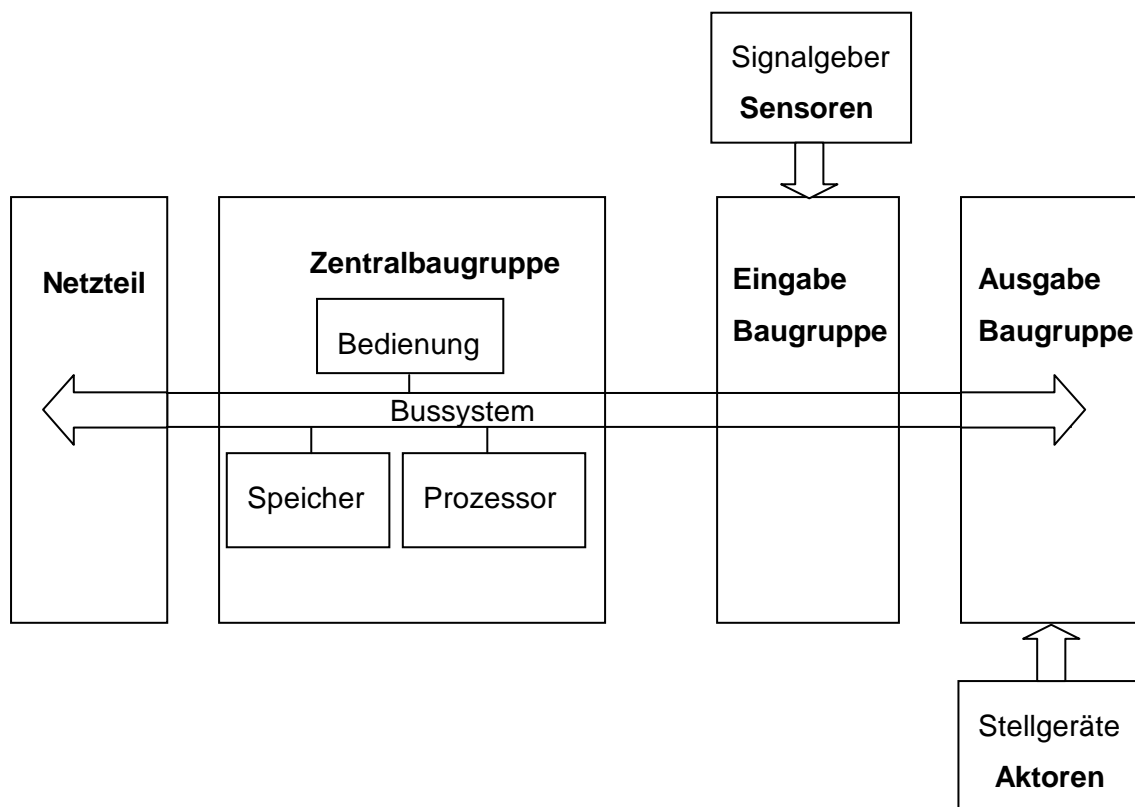 Signalgeber
Sensoren
Netzteil
Zentralbaugruppe
Bedienung
Bussystem
Speicher
Prozessor
Eingabe
Baugruppe
Ausgabe
Baugruppe
Stellgeräte
Aktoren